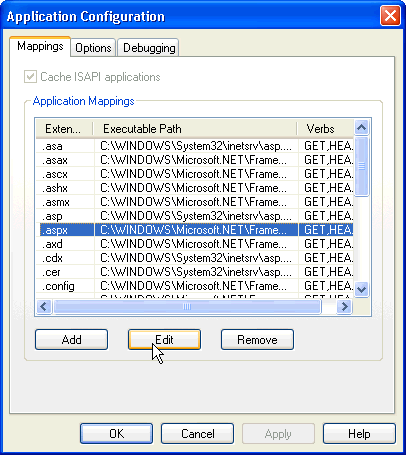 Application Configuration
Mappings Options Debugging
Cache ISAPI applications
Application Mappings
Exten... Executable Path Verbs
.asa C:\WINDOWS\System32\inetsrv\asp.... GET,HEA.
.asax C:\WINDOWS\Microsoft.NET\Frame... GET,HEA.
.ascx C:\WINDOWS\Microsoft.NET\Frame... GET,HEA.
.ashx C:\WINDOWS\Microsoft.NET\Frame... GET,HEA.
.asmx C:\WINDOWS\Microsoft.NET\Frame... GET,HEA.
.asp C:\WINDOWS\System32\inetsrv\asp.... GET,HEA.
.aspx C:\WINDOWS\Microsoft.NET\Frame... GET,HEA.
.axd C:\WINDOWS\Microsoft.NET\Frame... GET,HEA.
.cdx C:\WINDOWS\System32\inetsrv\asp.... GET,HEA.
.cer C:\WINDOWS\System32\inetsrv\asp.... GET,HEA.
.config C:\WINDOWS\Microsoft.NET\Frame... GET,HEA.
Add Edit Remove
OK Cancel Apply Help